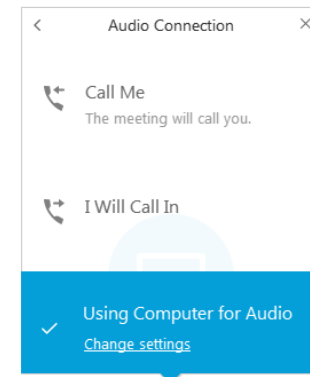 Audio Connection
Call Me
The meeting will call you.
I Will Call In
Using Computer for Audio
Change settings